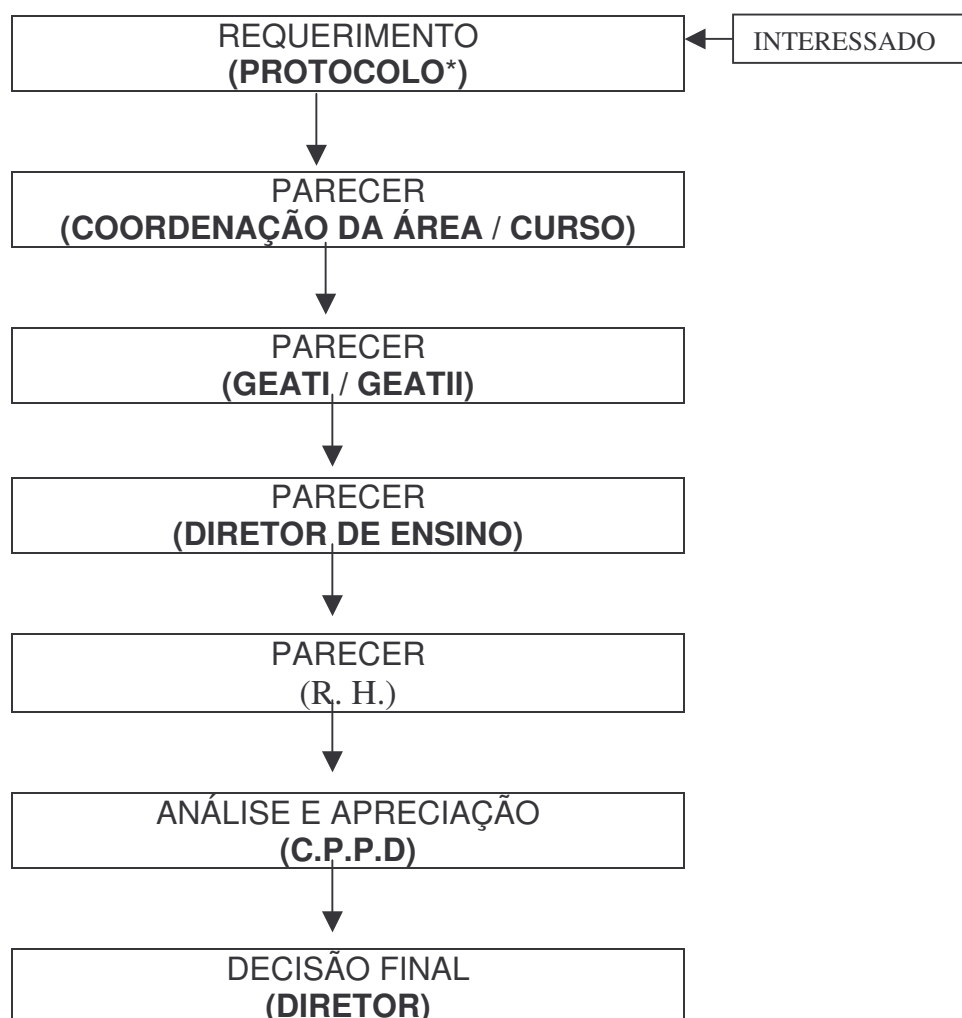 REQUERIMENTO
(PROTOCOLO*)
INTERESSADO
PARECER
(COORDENAÇÃO DA ÁREA / CURSO)
PARECER
(GEATI / GEATII)
PARECER
(DIRETOR DE ENSINO)
PARECER
(R. H.)
ANÁLISE E APRECIAÇÃO
(C.P.P.D)
DECISÃO FINAL
(DIRETOR)